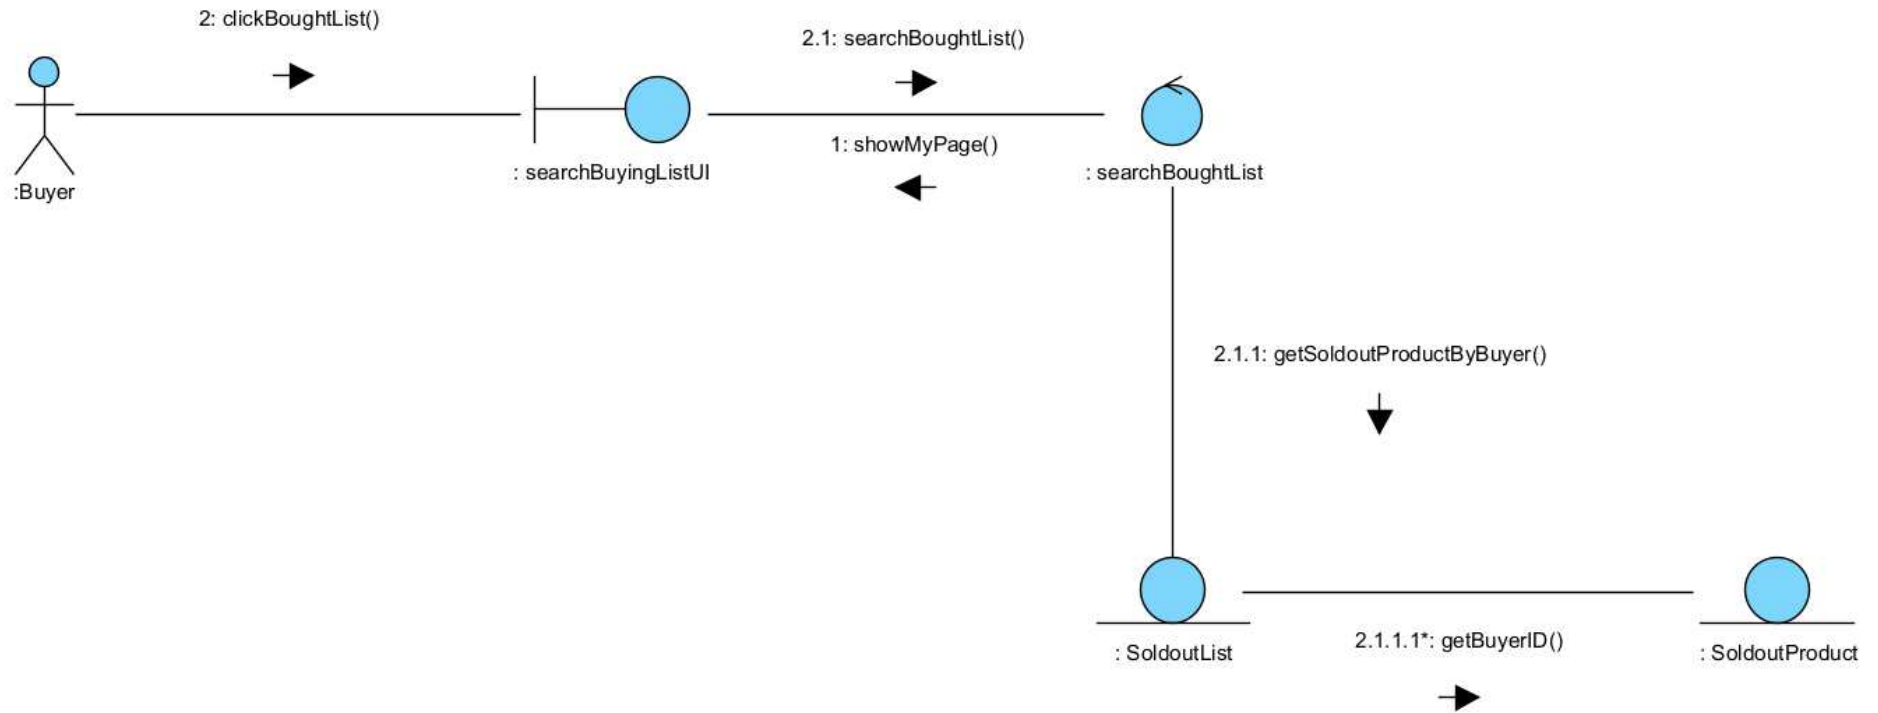 2: clickBoughtList()
2.1: searchBoughtList()
1: showMyPage()
:Buyer
: searchBuyingListUI
: searchBoughtList
2.1.1: getSoldoutProductByBuyer()
2.1.1.1*: getBuyerID()
: SoldoutList
: SoldoutProduct